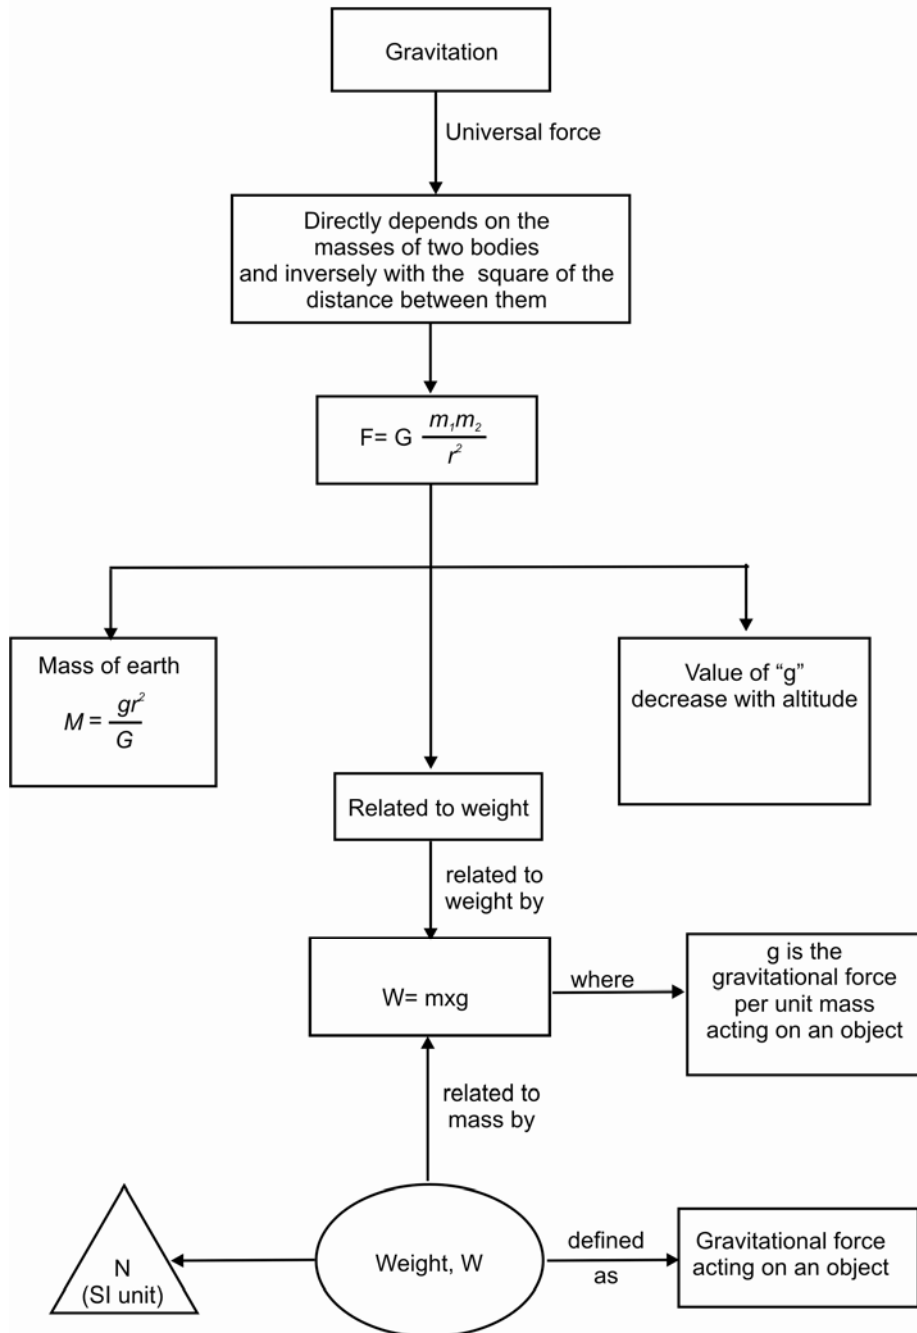 Gravitation
Universal force
Directly depends on the
masses of two bodies
and inversely with the square of the
distance between them
F= G m₁m₂ / r²
Mass of earth
M = gr² / G
Value of “g”
decrease with altitude
Related to weight
related to
weight by
W= mxg
where
g is the
gravitational force
per unit mass
acting on an object
related to
mass by
N
(SI unit)
Weight, W
defined
as
Gravitational force
acting on an object